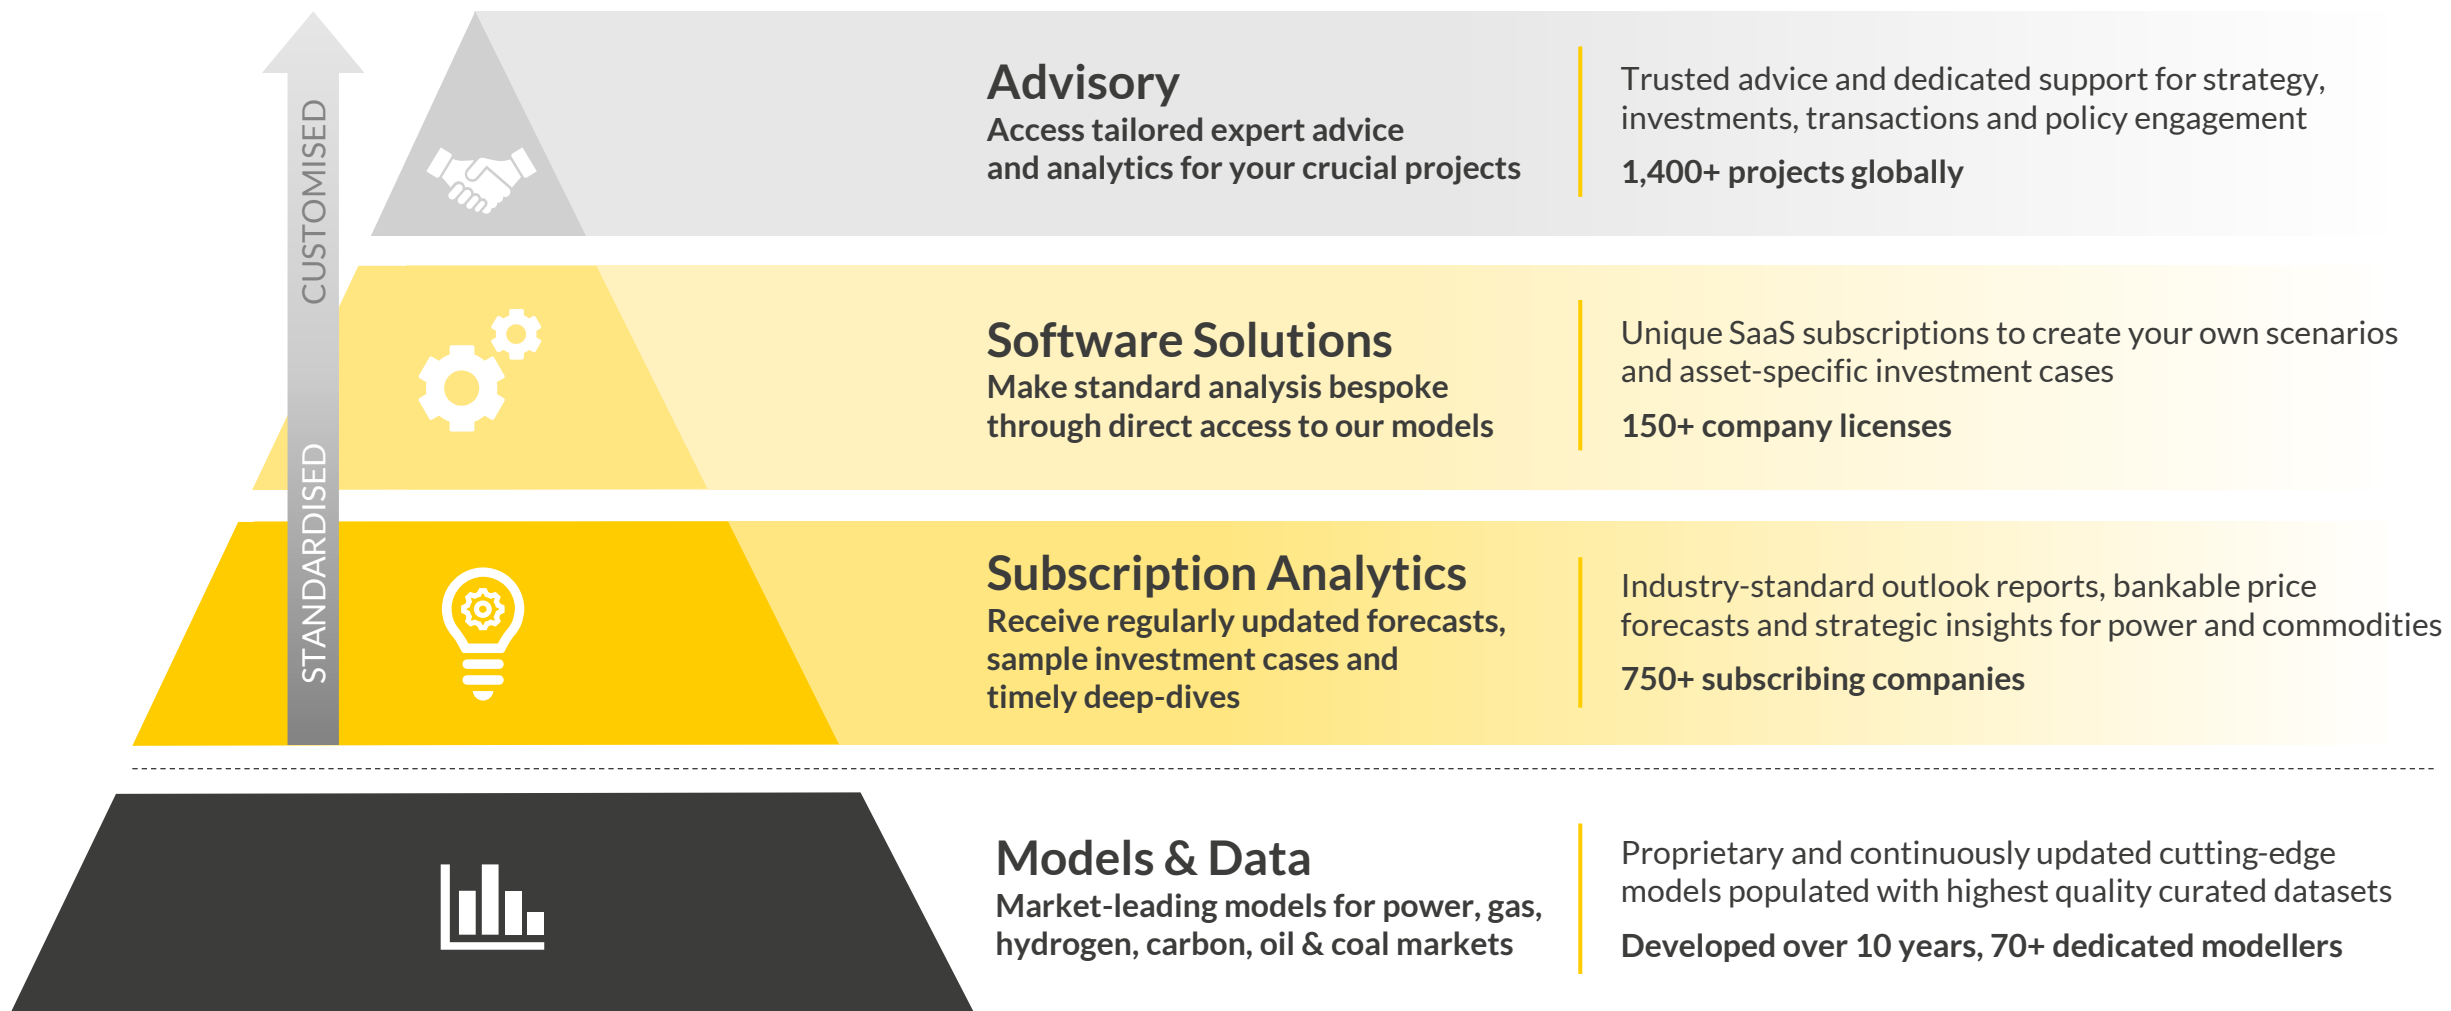 CUSTOMISED
STANDARDISED
Advisory
Access tailored expert advice
and analytics for your crucial projects
Trusted advice and dedicated support for strategy,
investments, transactions and policy engagement
1,400+ projects globally
Software Solutions
Make standard analysis bespoke
through direct access to our models
Unique SaaS subscriptions to create your own scenarios
and asset-specific investment cases
150+ company licenses
Subscription Analytics
Receive regularly updated forecasts,
sample investment cases and
timely deep-dives
Industry-standard outlook reports, bankable price
forecasts and strategic insights for power and commodities
750+ subscribing companies
Models & Data
Market-leading models for power, gas,
hydrogen, carbon, oil & coal markets
Proprietary and continuously updated cutting-edge
models populated with highest quality curated datasets
Developed over 10 years, 70+ dedicated modellers